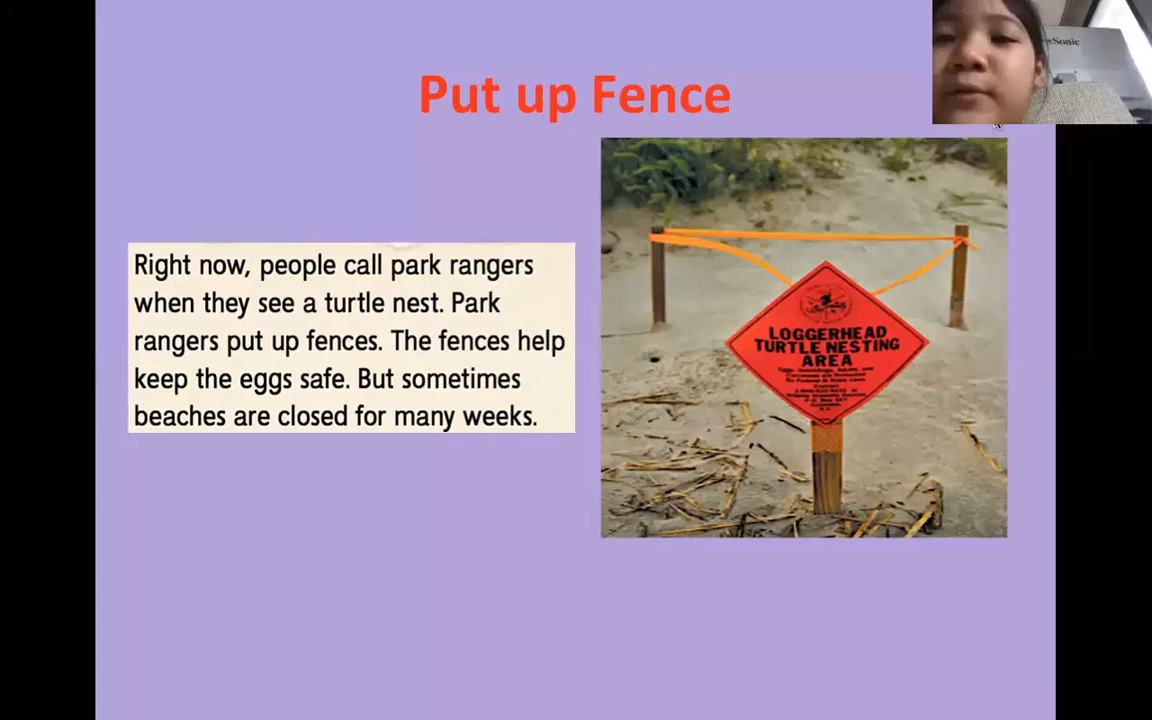 Put up Fence
Right now, people call park rangers
when they see a turtle nest. Park
rangers put up fences. The fences help
keep the eggs safe. But sometimes
beaches are closed for many weeks.
LOGGERHEAD
TURTLE NESTING
AREA